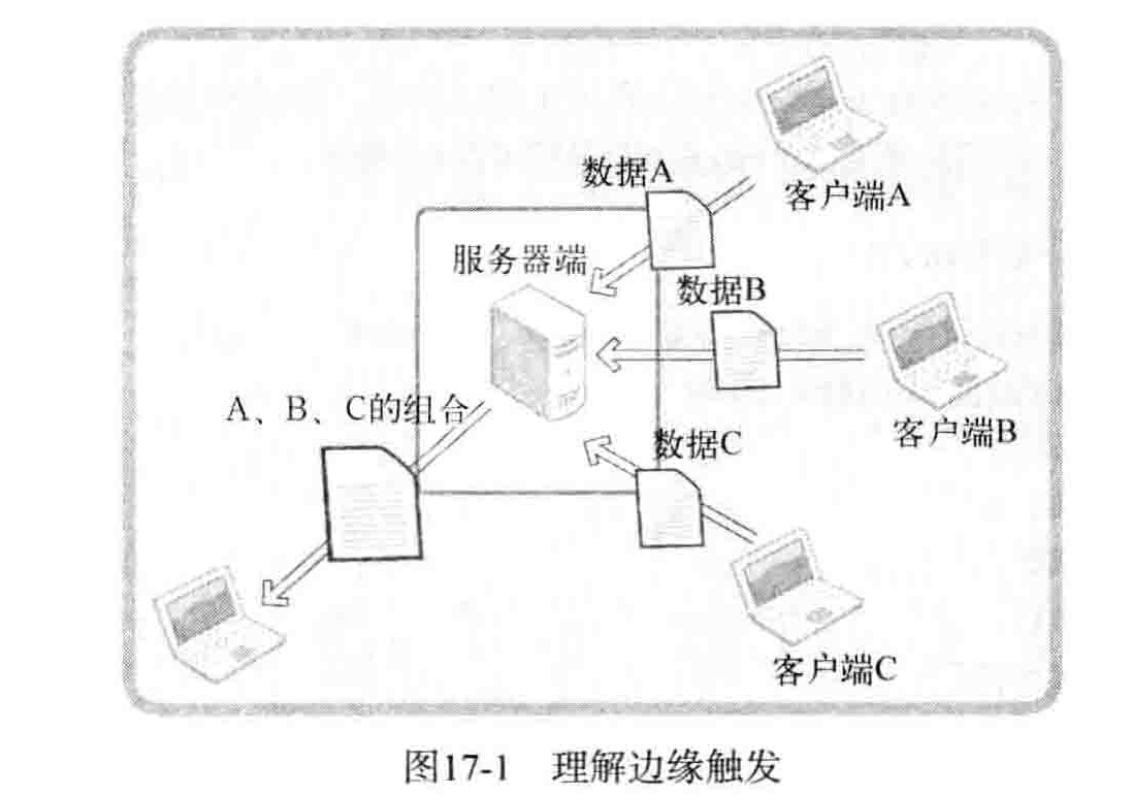 数据A
客户端A
服务器端
数据B
A、B、C的组合
客户端B
数据C
客户端C
图17-1 理解边缘触发